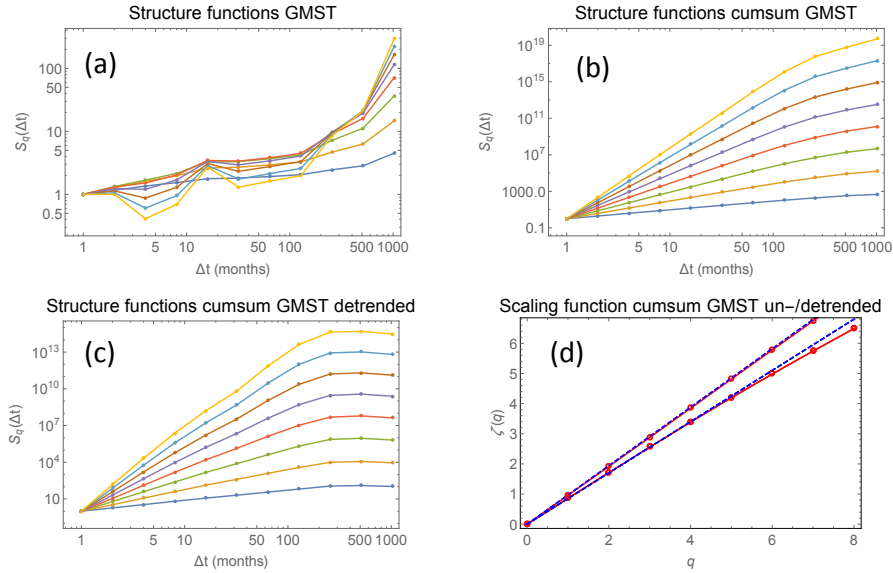 Structure functions GMST
(a)
S_q(Δt)
100
50
10
5
1
0.5
1
5
10
50
100
500 1000
Δt (months)
Structure functions cumsum GMST
(b)
S_q(Δt)
10^19
10^15
10^11
10^7
1000.0
0.1
1
5
10
50
100
500 1000
Δt (months)
Structure functions cumsum GMST detrended
(c)
S_q(Δt)
10^13
10^10
10^7
10^4
10
1
5
10
50
100
500 1000
Δt (months)
Scaling function cumsum GMST un-/detrended
(d)
ζ(q)
6
5
4
3
2
1
0
0
2
4
6
8
q